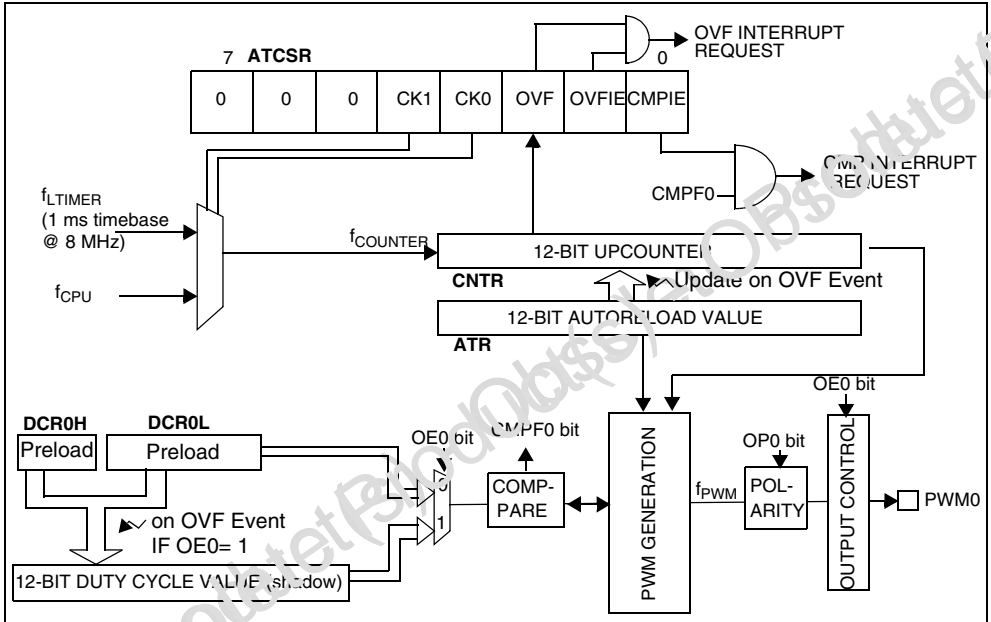 7 ATCSR 0
0 0 0 CK1 CK0 OVF OVFIE CMPIE
OVF INTERRUPT
REQUEST
CMP INTERRUPT
REQUEST
CMPF0
fLTIMER
(1 ms timebase
@ 8 MHz)
fCPU
fCOUNTER
12-BIT UPCOUNTER
CNTR
Update on OVF Event
12-BIT AUTORELOAD VALUE
ATR
OE0 bit
DCR0H DCR0L
Preload Preload
OE0 bit
CMPF0 bit
0
1
COMP-
PARE
PWM GENERATION
fPWM
OP0 bit
POL-
ARITY
OUTPUT CONTROL
PWM0
on OVF Event
IF OE0= 1
12-BIT DUTY CYCLE VALUE (shadow)